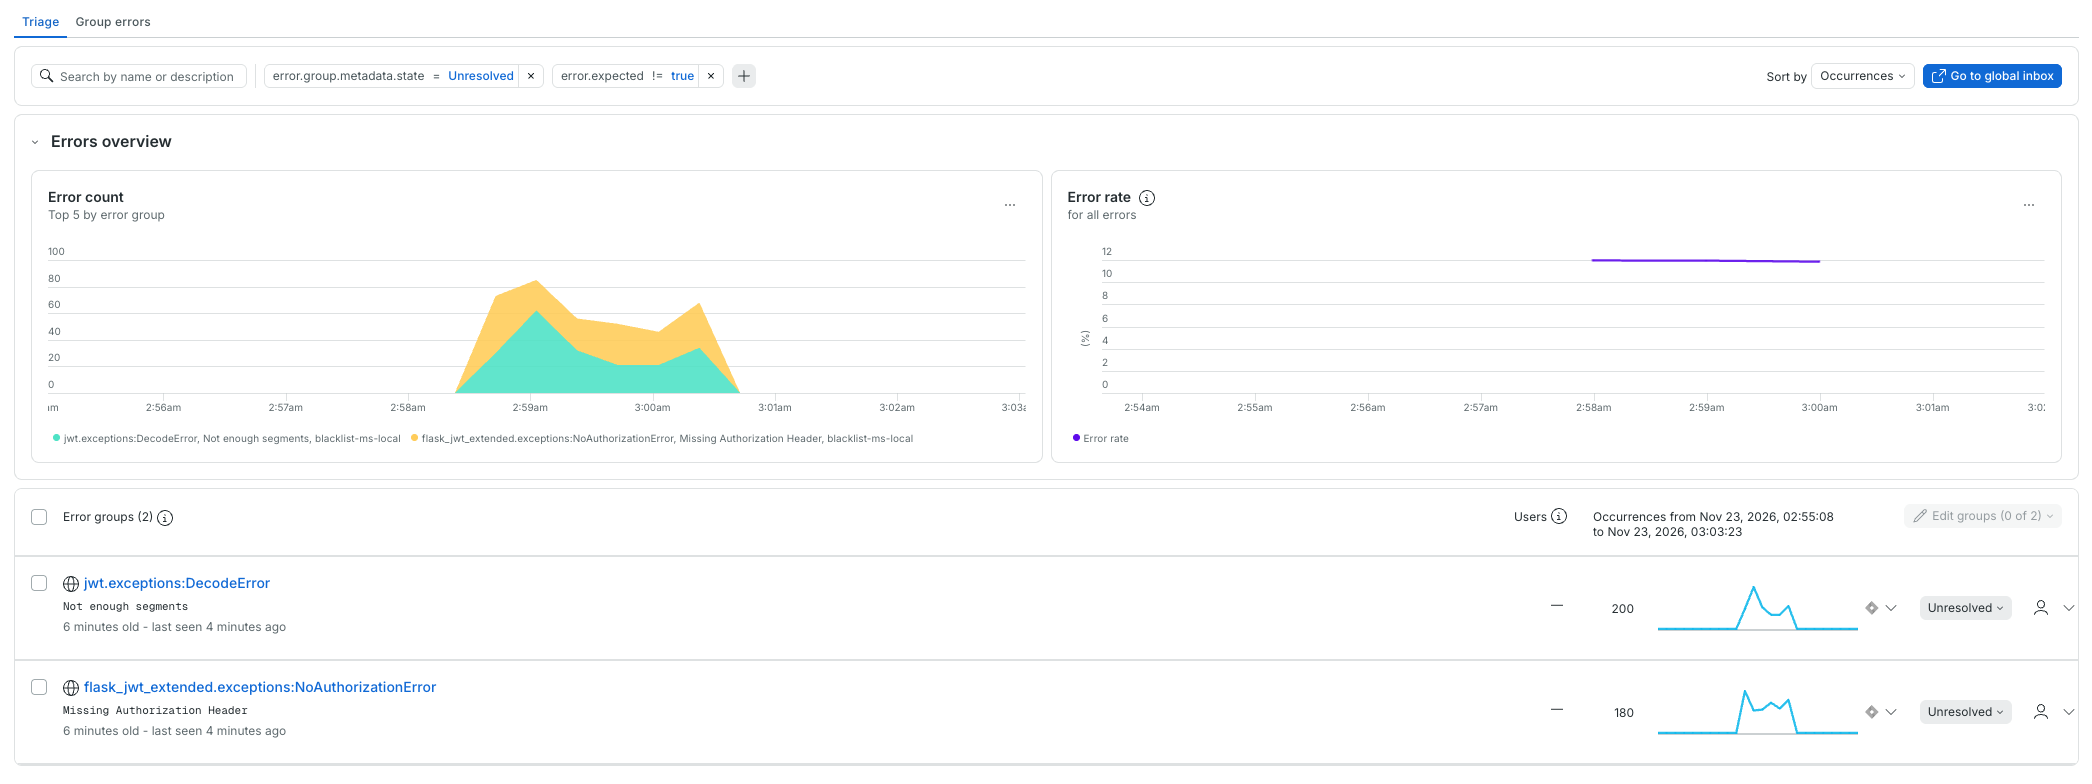 Triage Group errors
Search by name or description error.group.metadata.state = Unresolved × error.expected != true × + Sort by Occurrences Go to global inbox
Errors overview
Error count
Top 5 by error group
...
100
80
60
40
20
0
am 2:56am 2:57am 2:58am 2:59am 3:00am 3:01am 3:02am 3:03a
jwt.exceptions:DecodeError, Not enough segments, blacklist-ms-local flask_jwt_extended.exceptions:NoAuthorizationError, Missing Authorization Header, blacklist-ms-local
Error rate
for all errors
...
12
10
8
6
4
2
0
(%)
2:54am 2:55am 2:56am 2:57am 2:58am 2:59am 3:00am 3:01am 3:02
Error rate
Error groups (2) Users Occurrences from Nov 23, 2026, 02:55:08
to Nov 23, 2026, 03:03:23
Edit groups (0 of 2)
jwt.exceptions:DecodeError
Not enough segments
6 minutes old - last seen 4 minutes ago
— 200 Unresolved
flask_jwt_extended.exceptions:NoAuthorizationError
Missing Authorization Header
6 minutes old - last seen 4 minutes ago
— 180 Unresolved